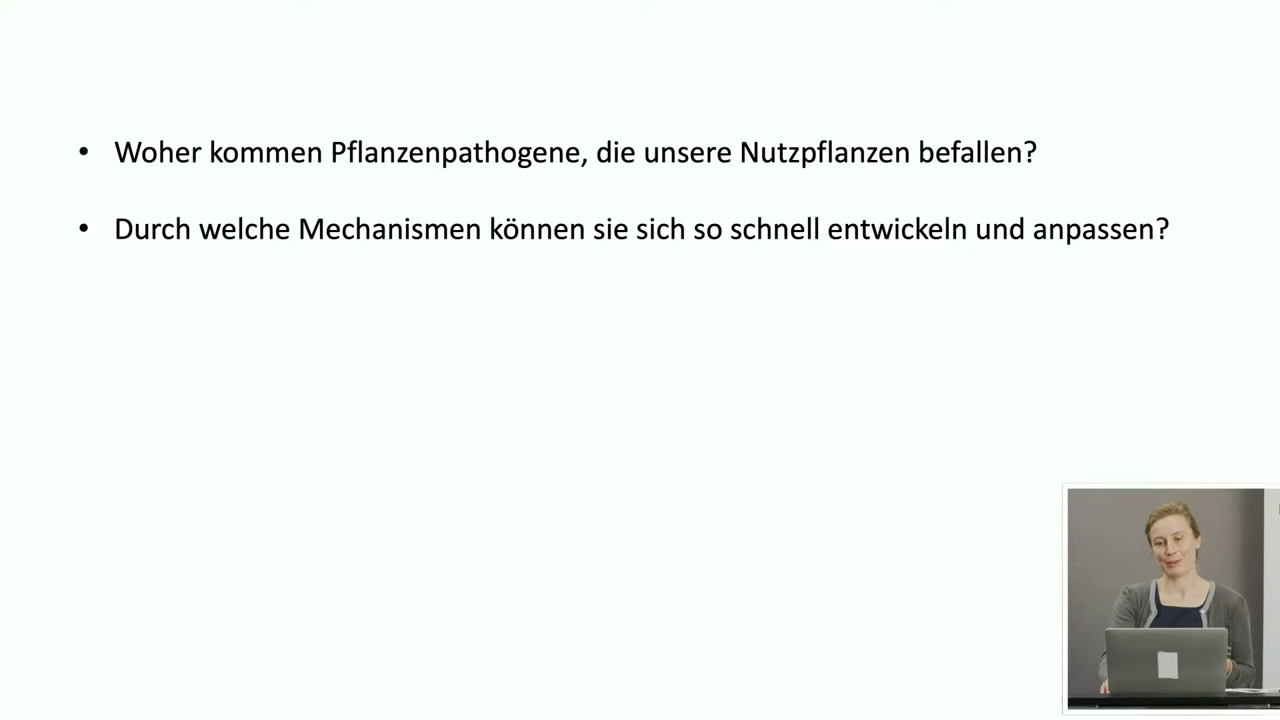 • Woher kommen Pflanzenpathogene, die unsere Nutzpflanzen befallen?
• Durch welche Mechanismen können sie sich so schnell entwickeln und anpassen?